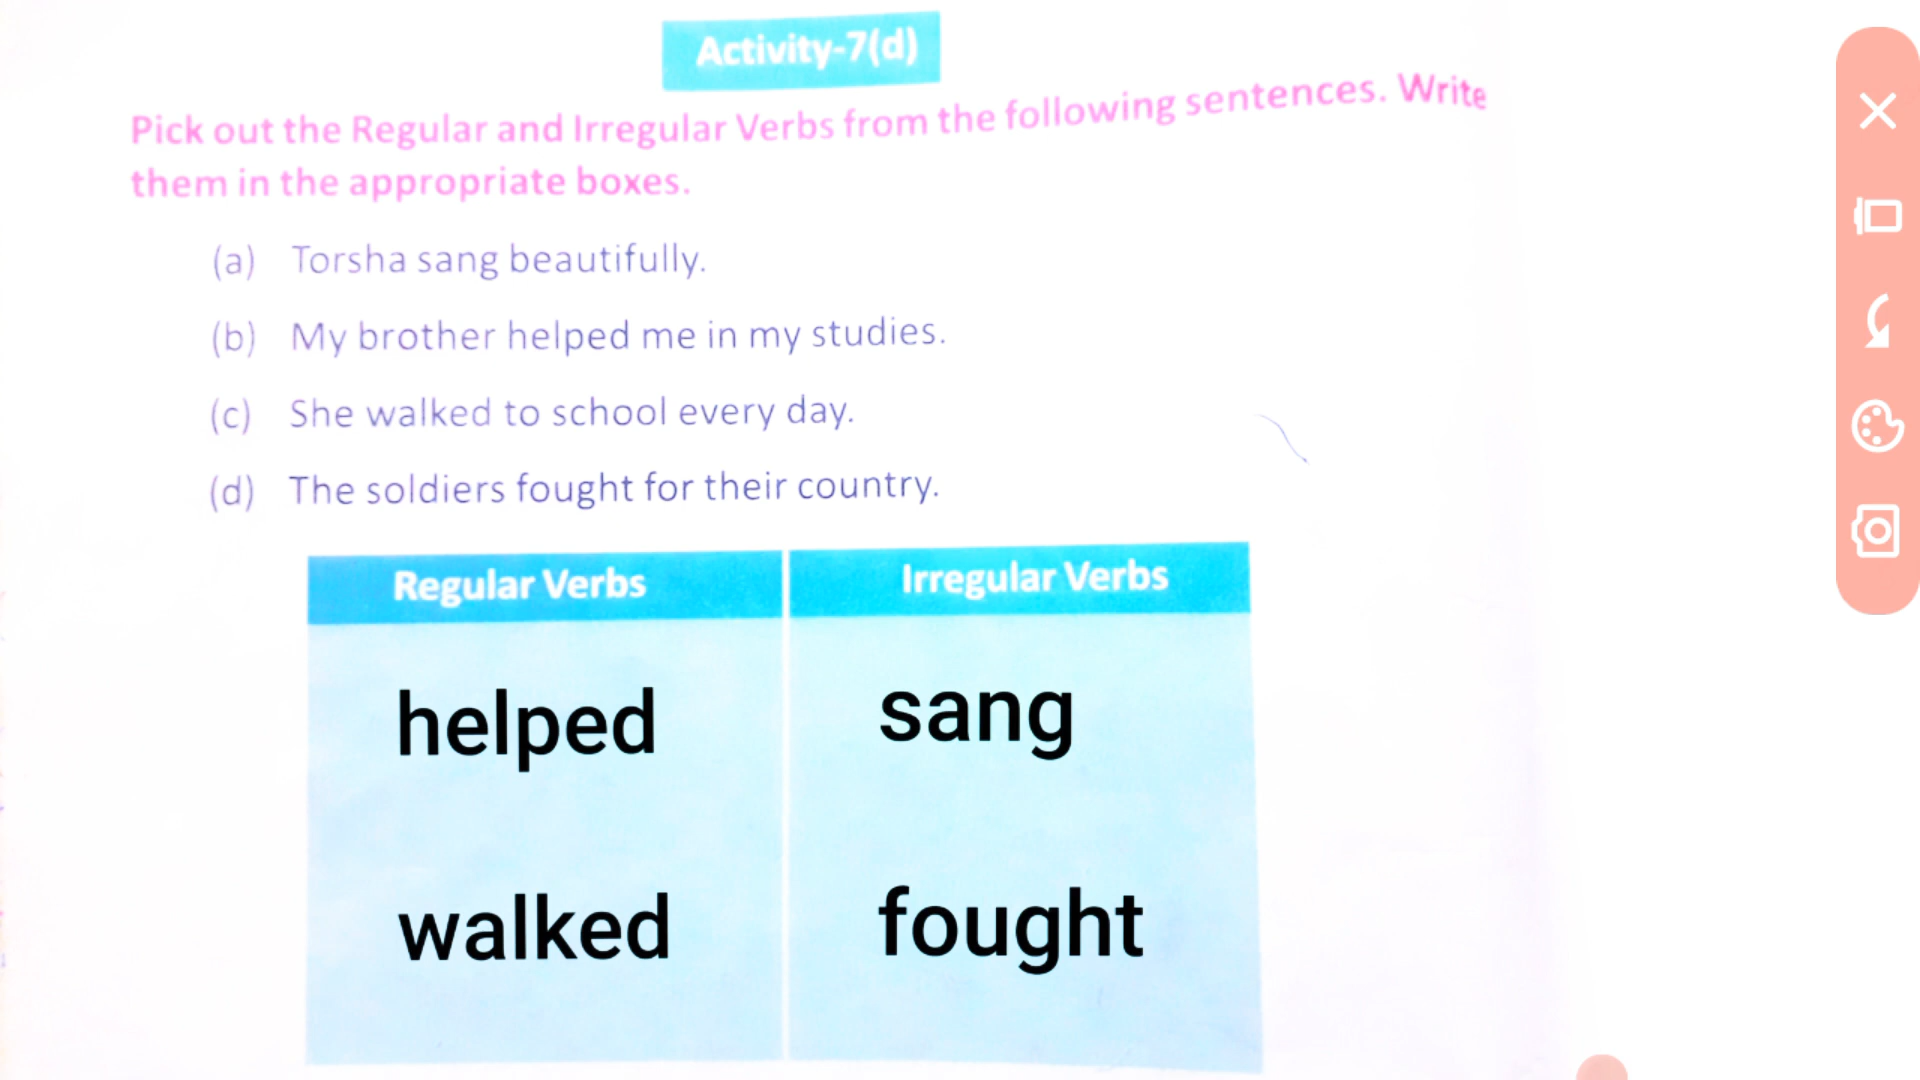 Activity-7(d)
Pick out the Regular and Irregular Verbs from the following sentences. Write
them in the appropriate boxes.
(a) Torsha sang beautifully.
(b) My brother helped me in my studies.
(c) She walked to school every day.
(d) The soldiers fought for their country.
Regular Verbs Irregular Verbs
helped sang
walked fought